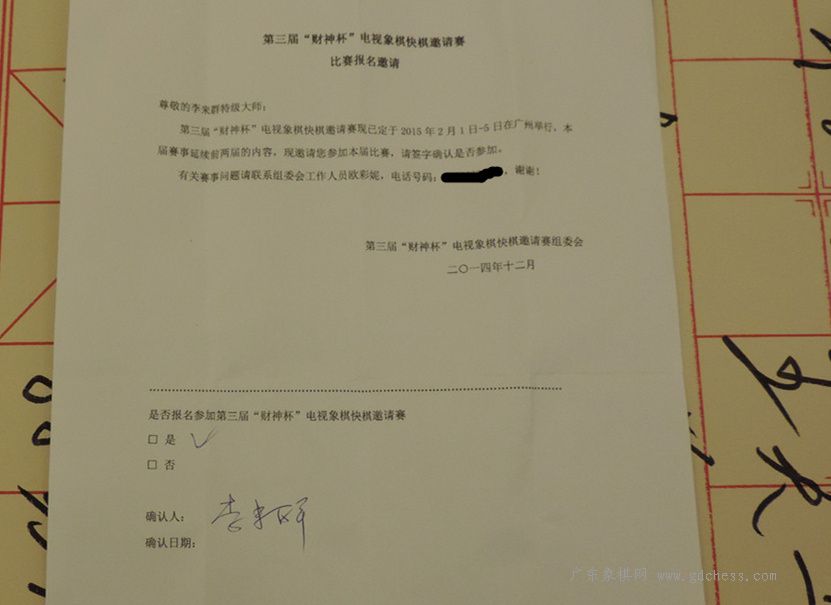 第三届“财神杯”电视象棋快棋邀请赛
比赛报名邀请
尊敬的李来群特级大师：
第三届“财神杯”电视象棋快棋邀请赛现已定于2015年2月1日-5日在广州举行，本
届赛事延续前两届的内容，现邀请您参加本届比赛，请签字确认是否参加。
有关赛事问题请联系组委会工作人员欧彩妮，电话号码：，谢谢！
第三届“财神杯”电视象棋快棋邀请赛组委会
二〇一四年十二月
是否报名参加第三届“财神杯”电视象棋快棋邀请赛
□ 是 √
□ 否
确认人： 李来群
确认日期：
广东象棋网 www.gdchess.com